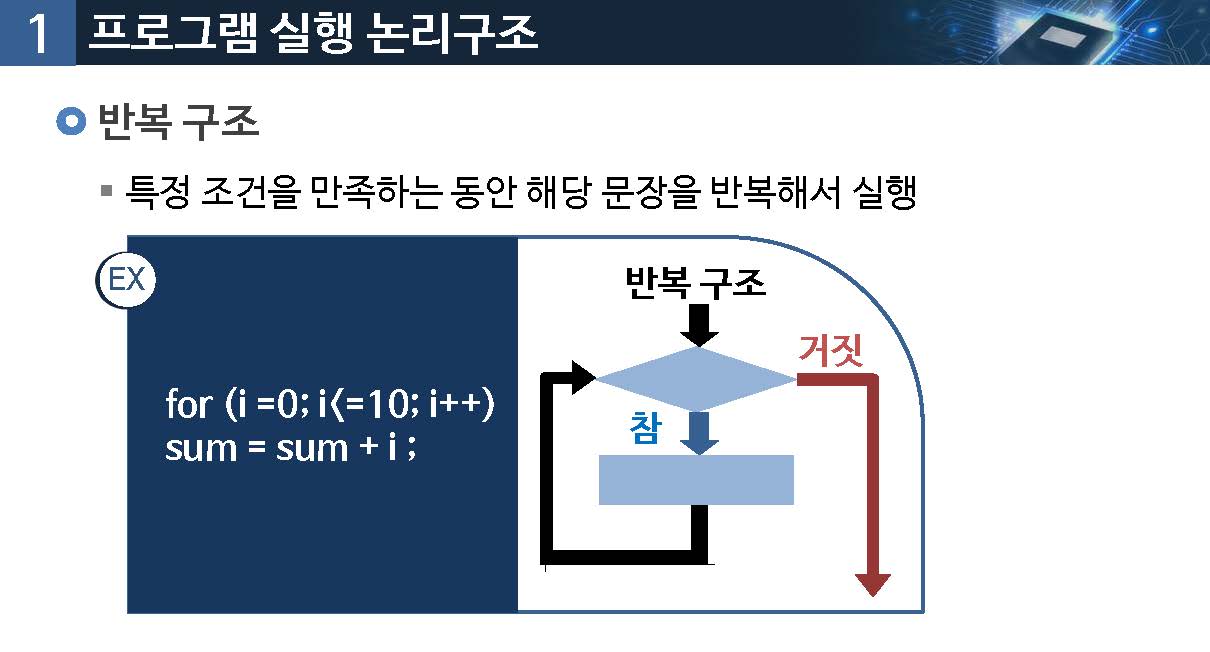 1 프로그램 실행 논리구조
반복 구조
특정 조건을 만족하는 동안 해당 문장을 반복해서 실행
EX
for (i =0; i<=10; i++)
sum = sum + i ;
반복 구조
거짓
참